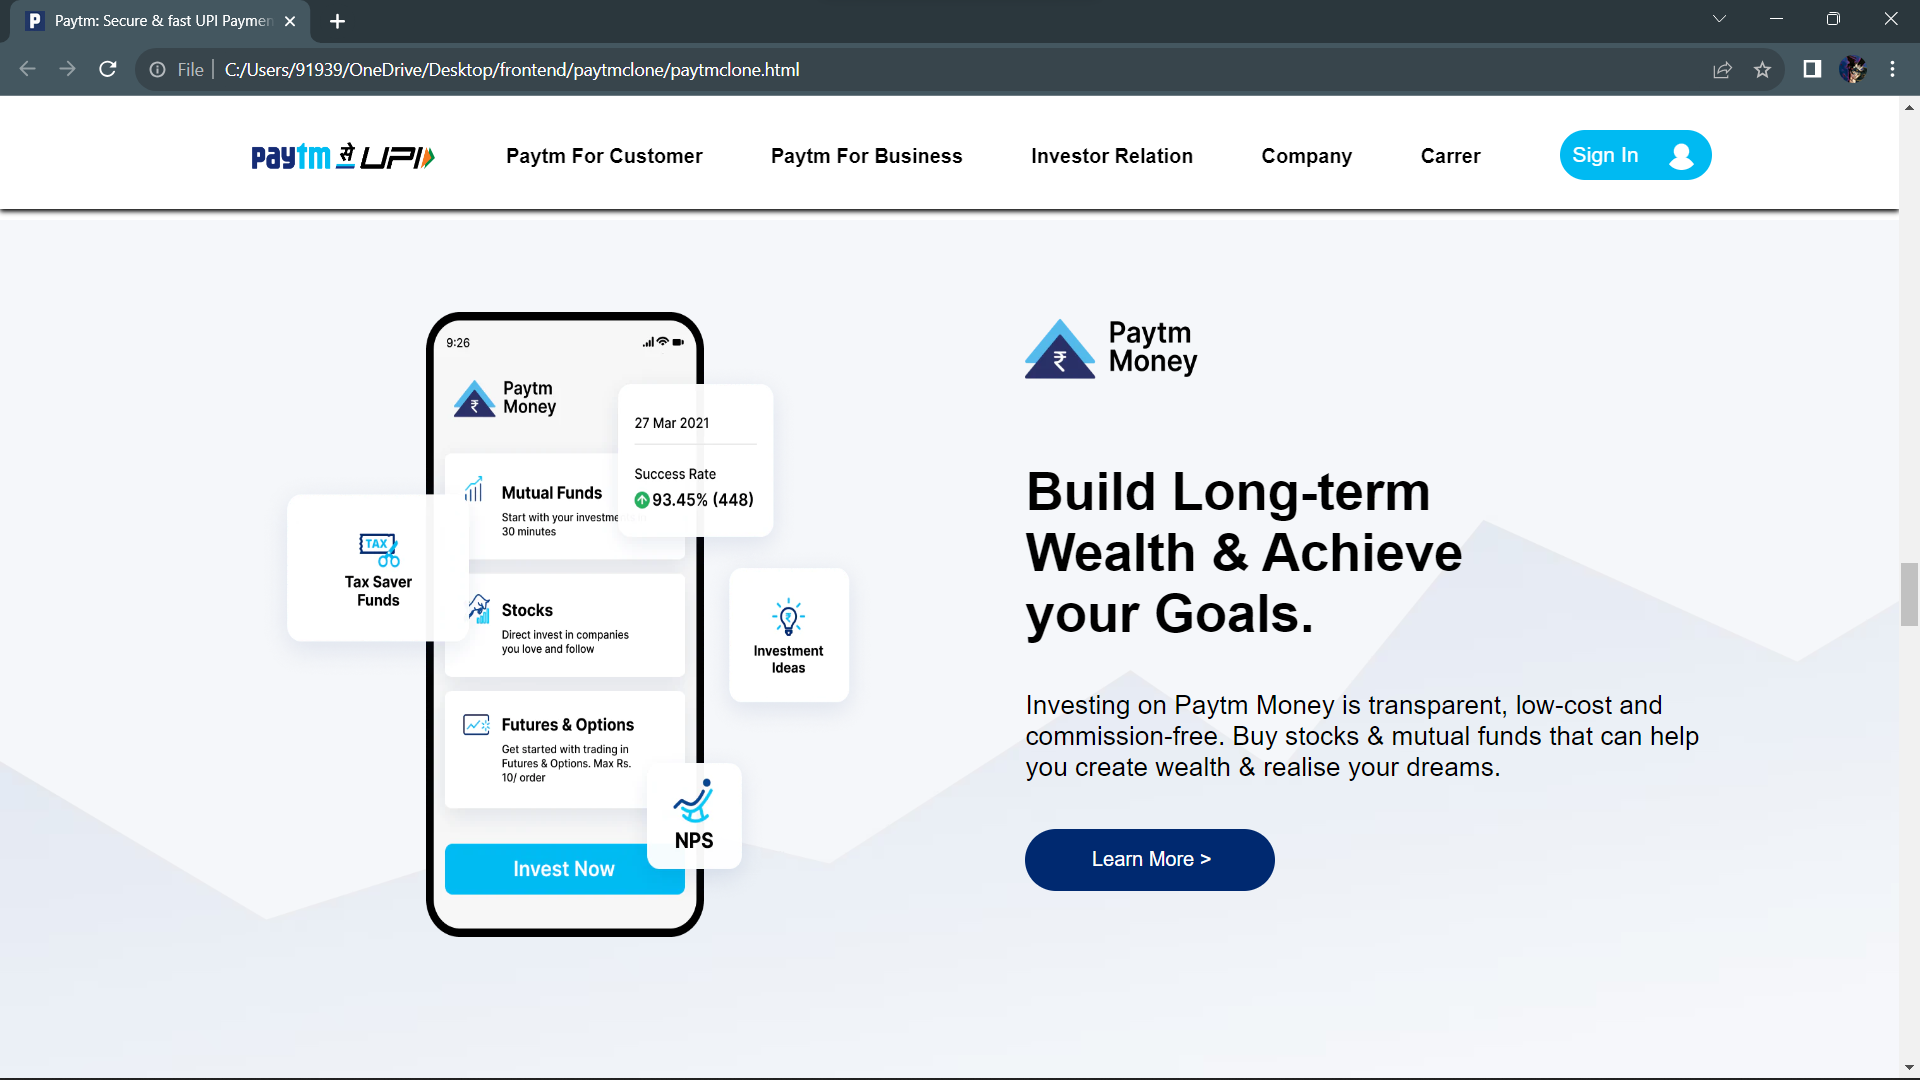 Paytm: Secure & fast UPI Paymen
File
C:/Users/91939/OneDrive/Desktop/frontend/paytmclone/paytmclone.html
paytm से UPI
Paytm For Customer
Paytm For Business
Investor Relation
Company
Carrer
Sign In
9:26
Paytm
Money
27 Mar 2021
Success Rate
93.45% (448)
Mutual Funds
Start with your investme
30 minutes
TAX
Tax Saver
Funds
Stocks
Direct invest in companies
you love and follow
Investment
Ideas
Futures & Options
Get started with trading in
Futures & Options. Max Rs.
10/ order
NPS
Invest Now
Paytm
Money
Build Long-term
Wealth & Achieve
your Goals.
Investing on Paytm Money is transparent, low-cost and
commission-free. Buy stocks & mutual funds that can help
you create wealth & realise your dreams.
Learn More >